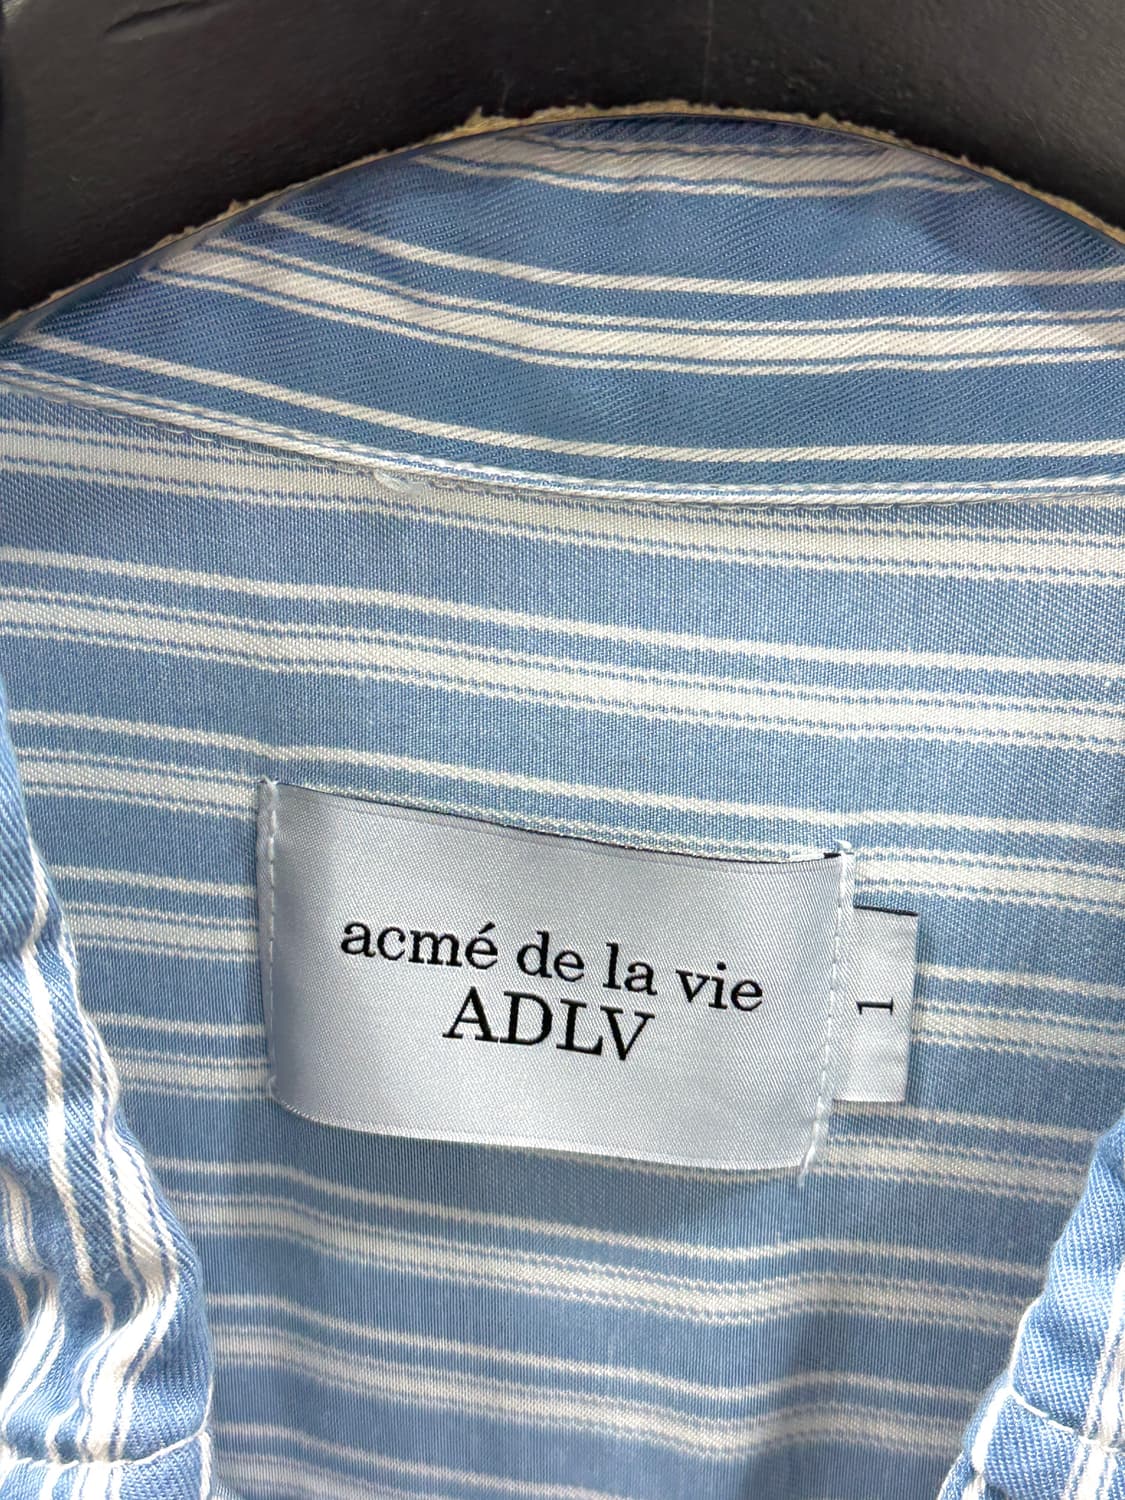 acmé de la vie
ADLV
1